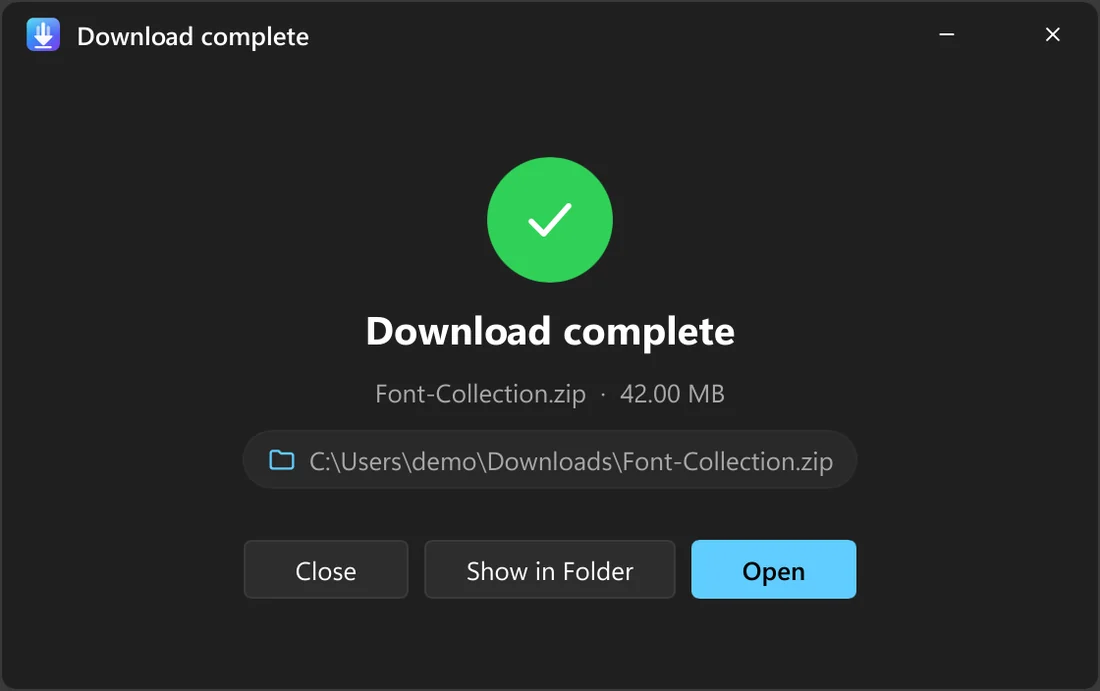 Download complete
Download complete
Font-Collection.zip · 42.00 MB
C:\Users\demo\Downloads\Font-Collection.zip
Close Show in Folder Open